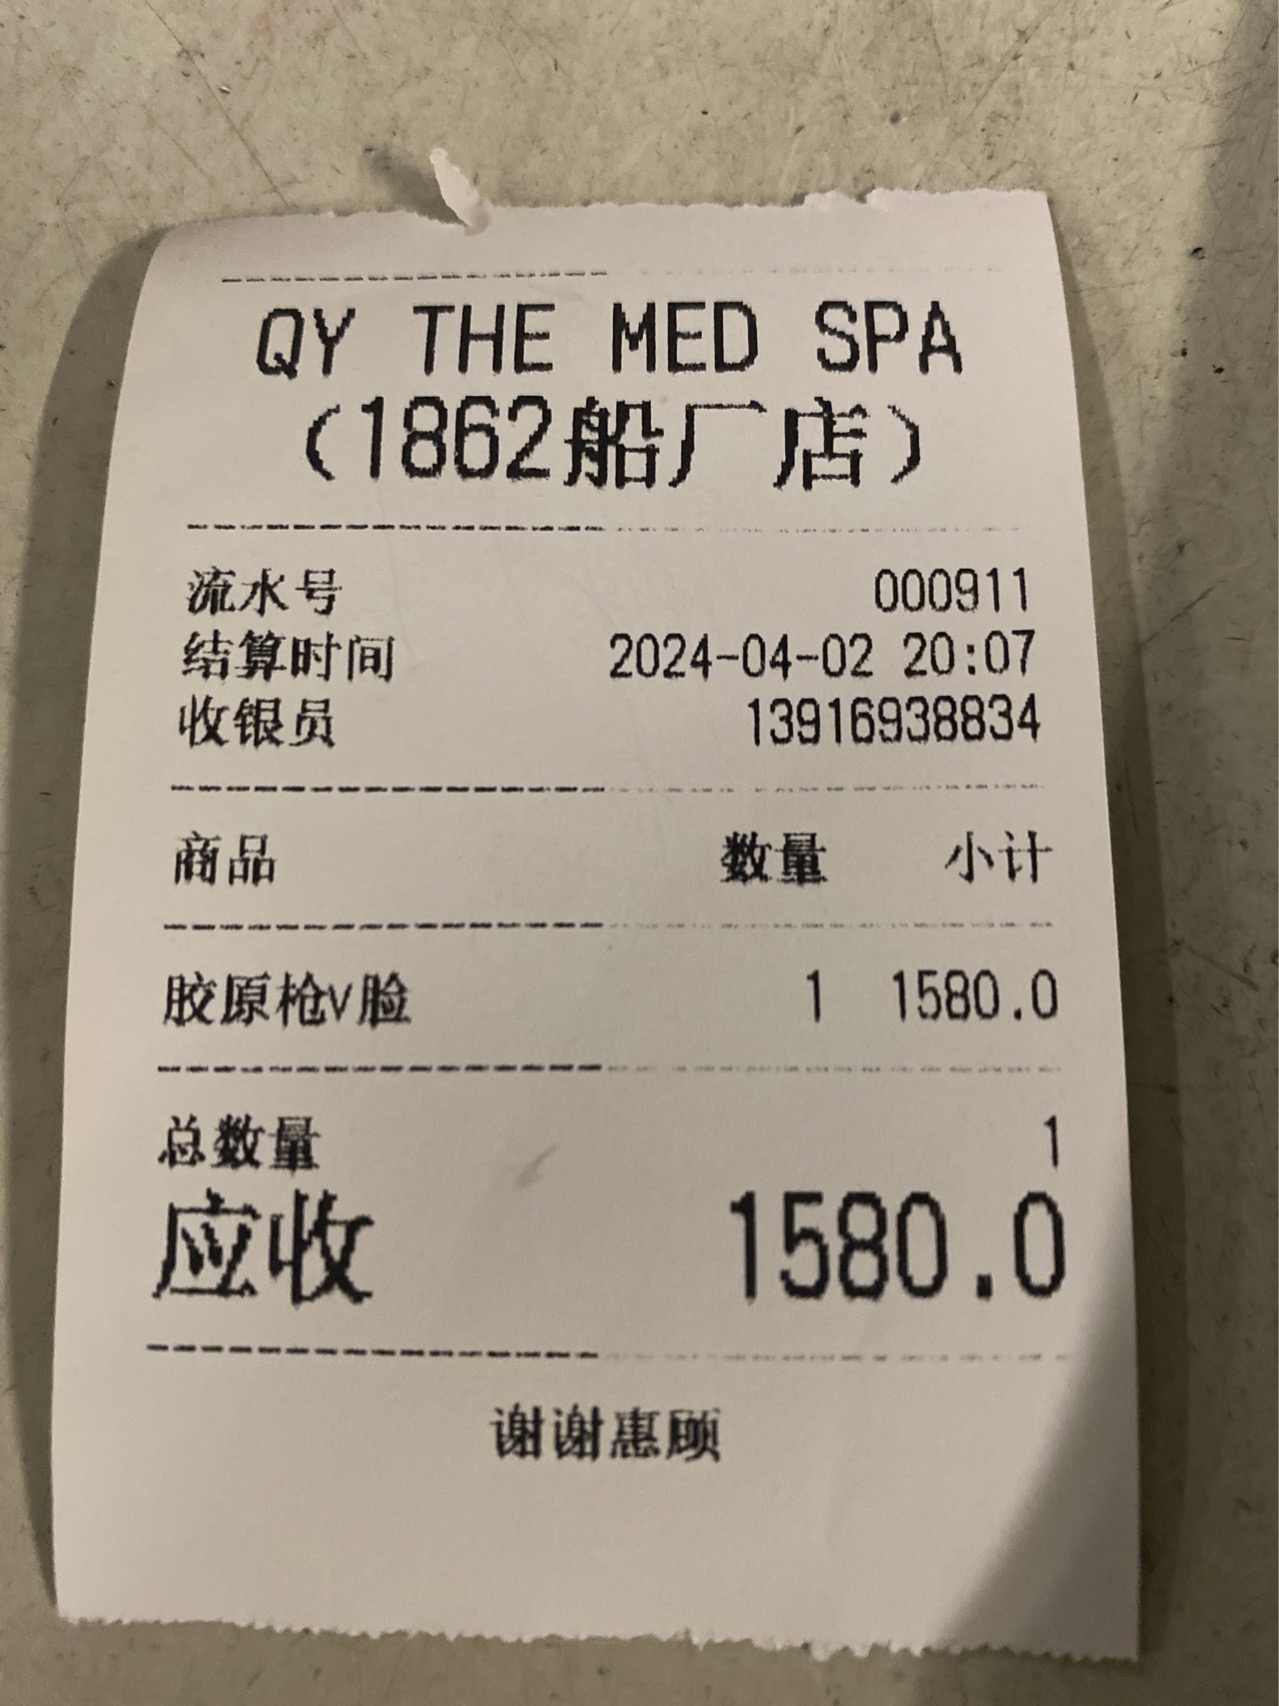 QY THE MED SPA
(1862船厂店)
流水号 000911
结算时间 2024-04-02 20:07
收银员 13916938834
商品 数量 小计
胶原枪V脸 1 1580.0
总数量 1
应收 1580.0
谢谢惠顾